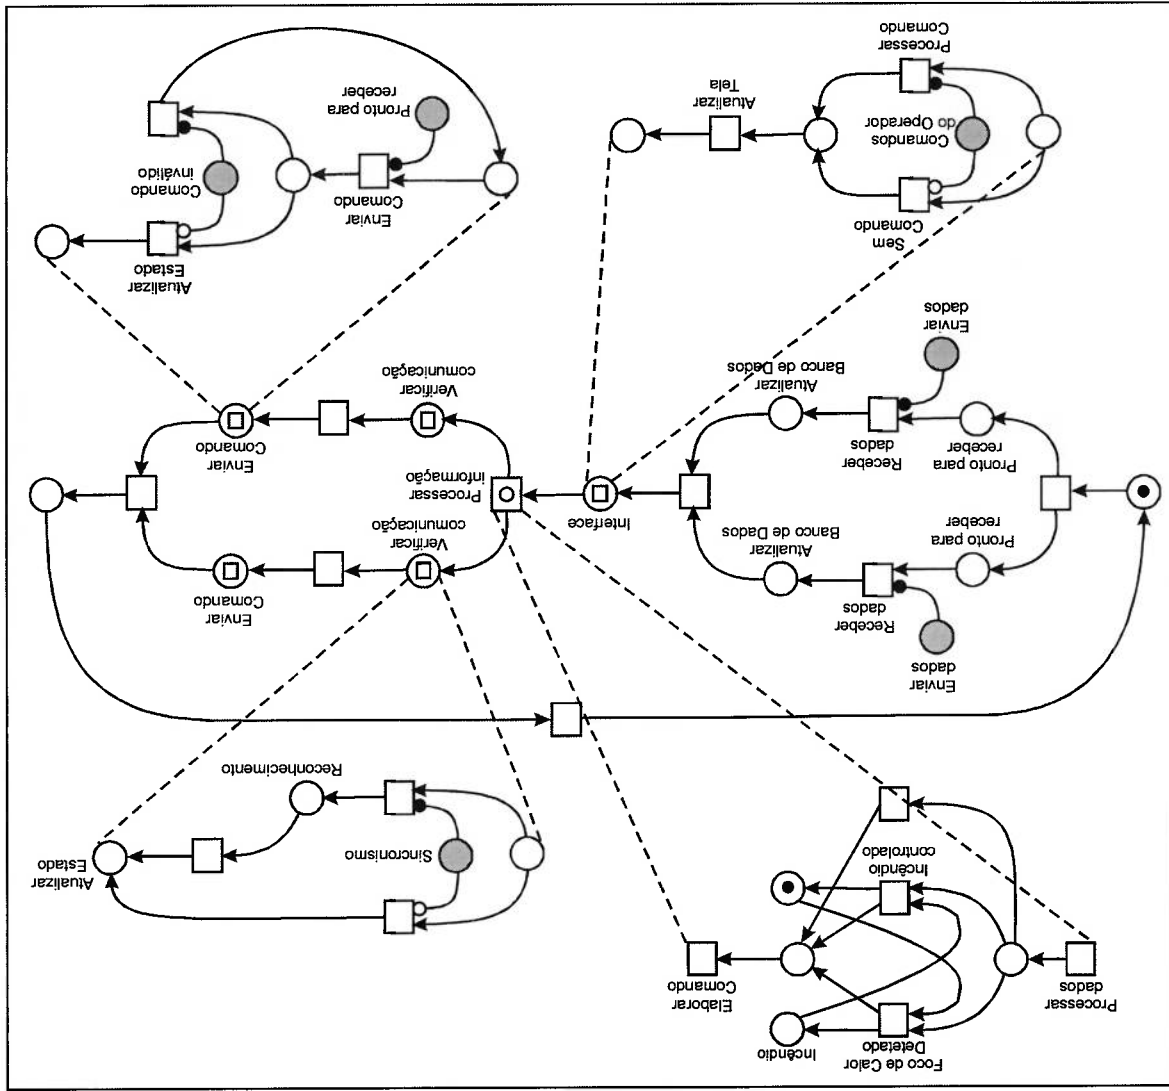 Foco de Calor
Detetado
Incêndio
Processar
dados
Elaborar
Comando
Incêndio
controlado
Sincronismo
Reconhecimento
Atualizar
Estado
Enviar
dados
Receber
dados
Pronto para
receber
Atualizar
Banco de Dados
Interface
Processar
informação
Verificar
comunicação
Enviar
Comando
Pronto para
receber
Receber
dados
Enviar
dados
Atualizar
Banco de Dados
Verificar
comunicação
Enviar
Comando
Sem
Comando
Comandos
do Operador
Processar
Comando
Atualizar
Tela
Enviar
Comando
Pronto para
receber
Comando
inválido
Atualizar
Estado